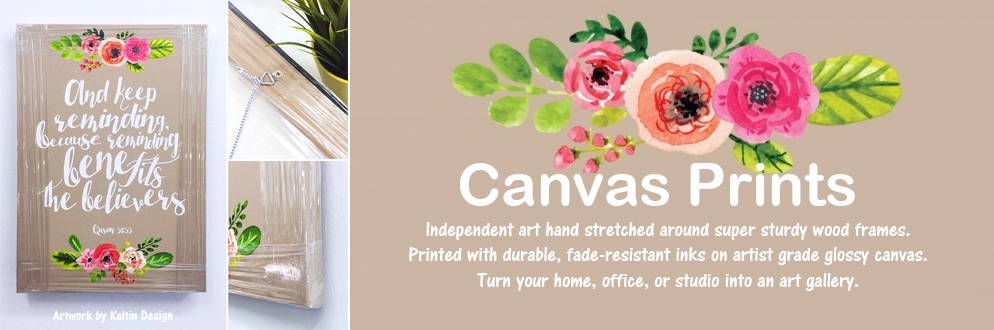 And keep
reminding,
because reminding
benefits
the believers
Quran 51:55
Artwork by Kaltin Design
Canvas Prints
Independent art hand stretched around super sturdy wood frames.
Printed with durable, fade-resistant inks on artist grade glossy canvas.
Turn your home, office, or studio into an art gallery.